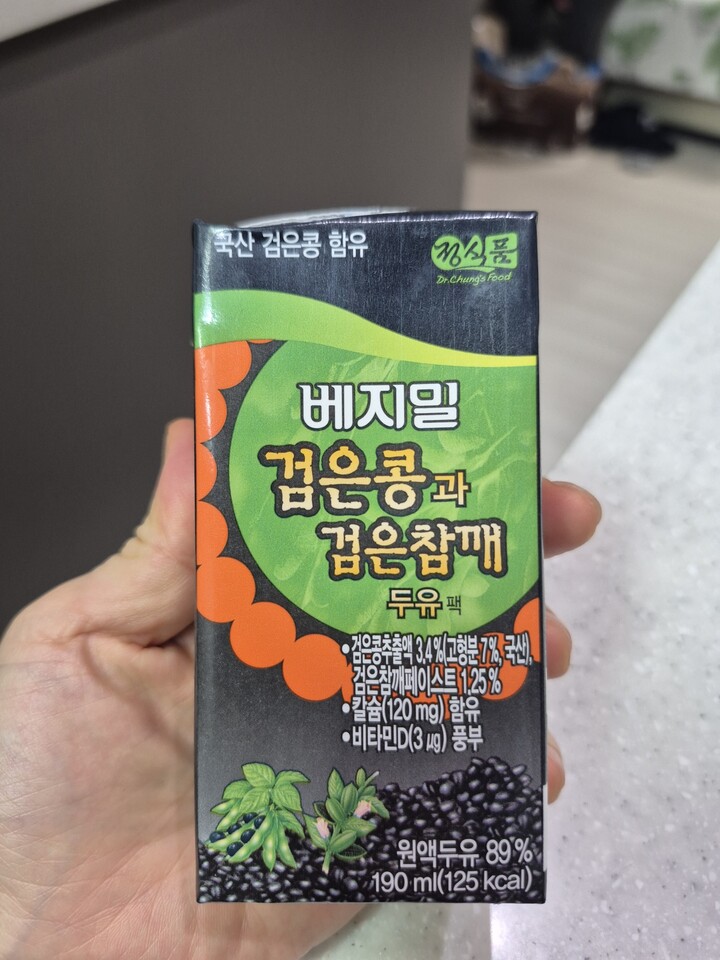 국산 검은콩 함유
정식품
Dr.Chung's Food
베지밀
검은콩과
검은참깨
두유 팩
•검은콩추출액 3.4%(고형분 7%, 국산),
검은참깨페이스트 1.25%
•칼슘(120 mg) 함유
•비타민D(3 ㎍) 풍부
원액두유 89%
190 ml(125 kcal)